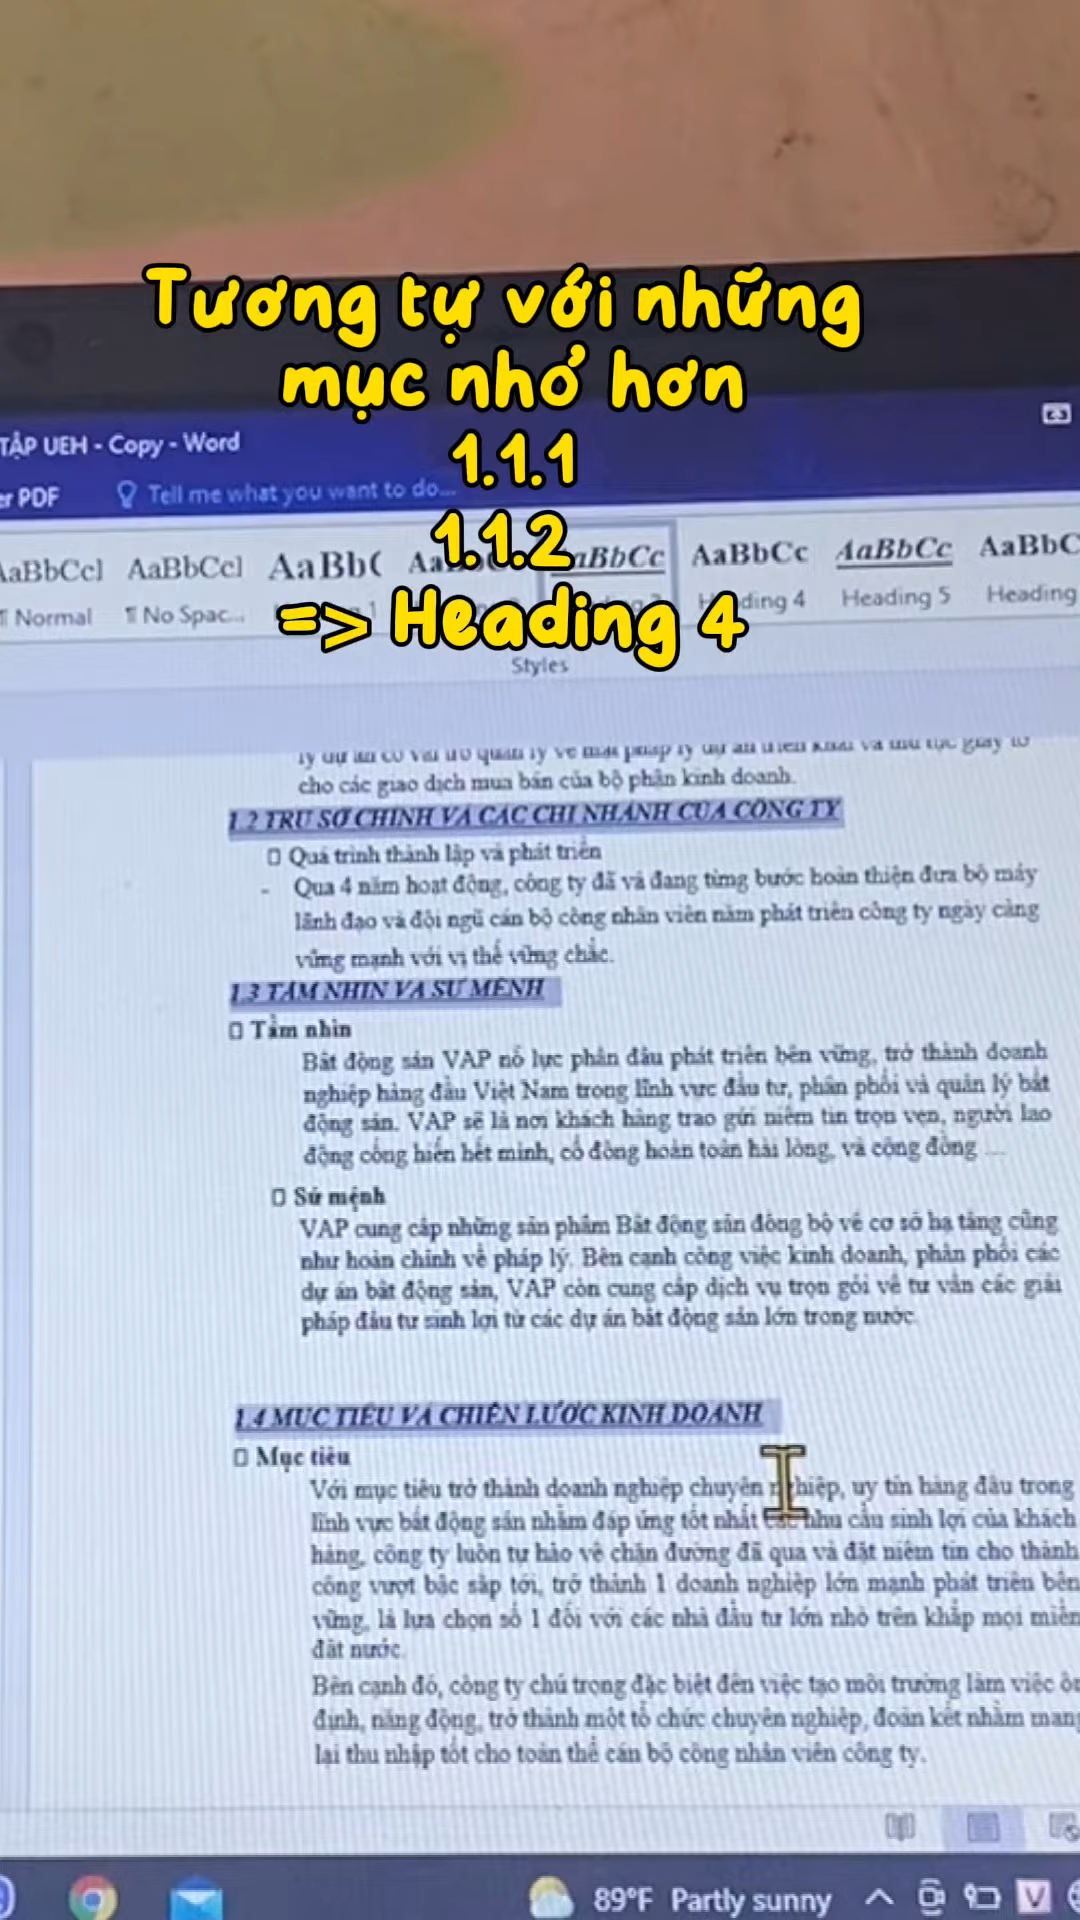 Tương tự với những
mục nhỏ hơn
1.1.1
1.1.2
=> Heading 4
TẬP UEH - Copy - Word
er PDF
Tell me what you want to do...
AaBbCcl AaBbCcl AaBb( aBbCc AaBbCc AaBbCc AaBbC
¶ Normal ¶ No Spac... Heading 5 Heading
Styles
cho các giao dịch mua bán của bộ phận kinh doanh.
1.2 TRỤ SỞ CHÍNH VÀ CÁC CHI NHÁNH CỦA CÔNG TY
Quá trình thành lập và phát triển
- Qua 4 năm hoạt động, công ty đã và đang từng bước hoàn thiện đưa bộ máy
lãnh đạo và đội ngũ cán bộ công nhân viên nằm phát triển công ty ngày càng
vững mạnh với vị thế vững chắc.
1.3 TẦM NHÌN VÀ SỨ MỆNH
Tầm nhìn
Bất động sản VAP nỗ lực phấn đấu phát triển bền vững, trở thành doanh
nghiệp hàng đầu Việt Nam trong lĩnh vực đầu tư, phân phối và quản lý bất
động sản. VAP sẽ là nơi khách hàng trao gửi niềm tin trọn vẹn, người lao
động cống hiến hết mình, cổ đông hoàn toàn hài lòng, và cộng đồng ...
Sứ mệnh
VAP cung cấp những sản phẩm Bất động sản đồng bộ về cơ sở hạ tầng cũng
như hoàn chỉnh về pháp lý. Bên cạnh công việc kinh doanh, phân phối các
dự án bất động sản, VAP còn cung cấp dịch vụ trọn gói về tư vấn các giải
pháp đầu tư sinh lợi từ các dự án bất động sản lớn trong nước.
1.4 MỤC TIÊU VÀ CHIẾN LƯỢC KINH DOANH
Mục tiêu
Với mục tiêu trở thành doanh nghiệp chuyên nghiệp, uy tín hàng đầu trong
lĩnh vực bất động sản nhằm đáp ứng tốt nhất các nhu cầu sinh lợi của khách
hàng, công ty luôn tự hào về chặn đường đã qua và đặt niềm tin cho thành
công vượt bậc sắp tới, trở thành 1 doanh nghiệp lớn mạnh phát triển bền
vững, là lựa chọn số 1 đối với các nhà đầu tư lớn nhỏ trên khắp mọi miền
đất nước.
Bên cạnh đó, công ty chú trọng đặc biệt đến việc tạo môi trường làm việc ổn
định, năng động, trở thành một tổ chức chuyên nghiệp, đoàn kết nhằm mang
lại thu nhập tốt cho toàn thể cán bộ công nhân viên công ty.
89°F Partly sunny
V